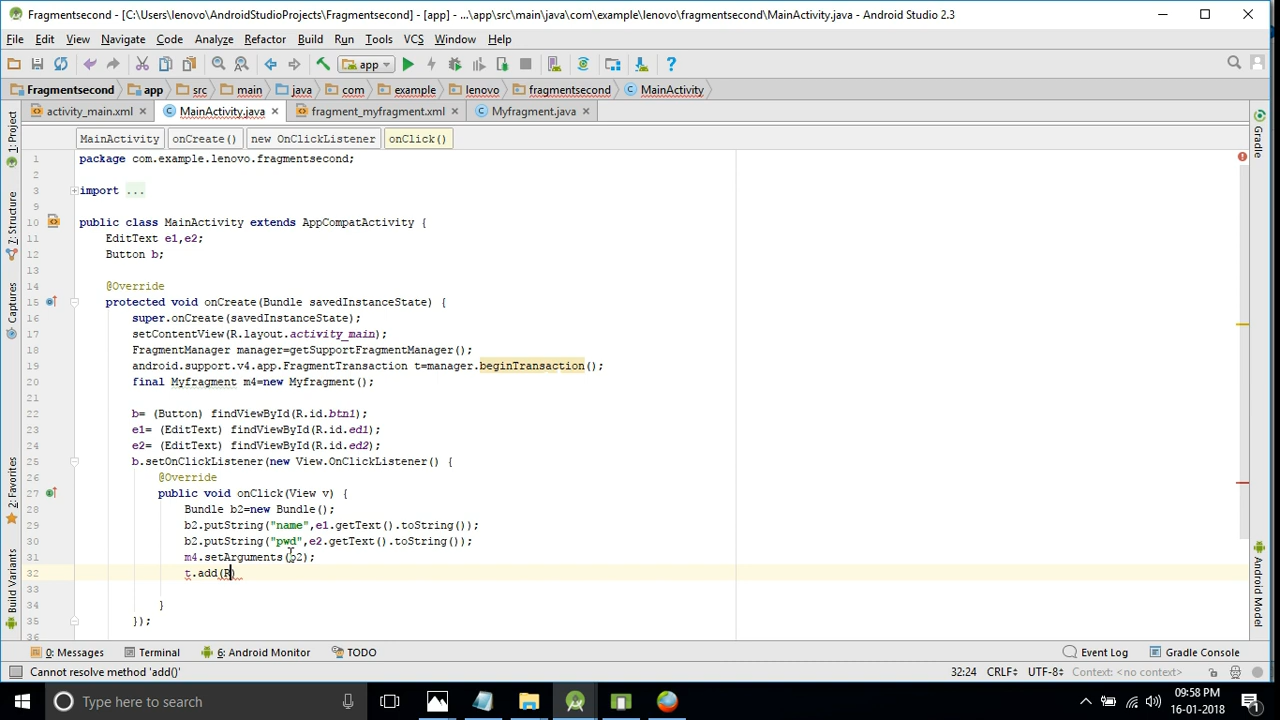 Fragmentsecond - [C:\Users\lenovo\AndroidStudioProjects\Fragmentsecond] - [app] - ...\app\src\main\java\com\example\lenovo\fragmentsecond\MainActivity.java - Android Studio 2.3
File Edit View Navigate Code Analyze Refactor Build Run Tools VCS Window Help
app
Fragmentsecond app src main java com example lenovo fragmentsecond MainActivity
activity_main.xml MainActivity.java fragment_myfragment.xml Myfragment.java
MainActivity onCreate() new OnClickListener onClick()
1 package com.example.lenovo.fragmentsecond;
2
3 import ...
9
10 public class MainActivity extends AppCompatActivity {
11 EditText e1,e2;
12 Button b;
13
14 @Override
15 protected void onCreate(Bundle savedInstanceState) {
16 super.onCreate(savedInstanceState);
17 setContentView(R.layout.activity_main);
18 FragmentManager manager=getSupportFragmentManager();
19 android.support.v4.app.FragmentTransaction t=manager.beginTransaction();
20 final Myfragment m4=new Myfragment();
21
22 b= (Button) findViewById(R.id.btn1);
23 e1= (EditText) findViewById(R.id.ed1);
24 e2= (EditText) findViewById(R.id.ed2);
25 b.setOnClickListener(new View.OnClickListener() {
26 @Override
27 public void onClick(View v) {
28 Bundle b2=new Bundle();
29 b2.putString("name",e1.getText().toString());
30 b2.putString("pwd",e2.getText().toString());
31 m4.setArguments(b2);
32 t.add(R)
33
34 }
35 });
36
1: Project
7: Structure
Captures
2: Favorites
Build Variants
Gradle
Android Model
0: Messages Terminal 6: Android Monitor TODO Event Log Gradle Console
Cannot resolve method 'add()' 32:24 CRLF UTF-8 Context: <no context>
Type here to search
09:58 PM
16-01-2018
1